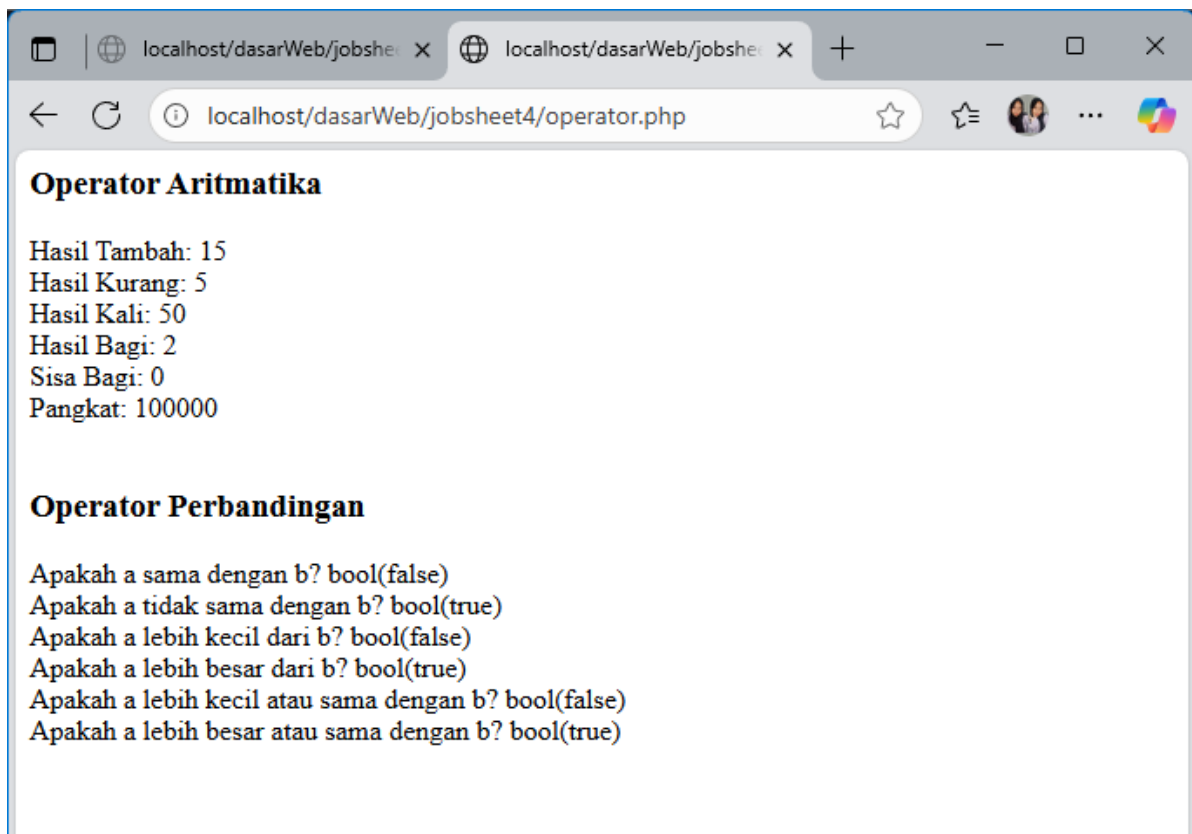 localhost/dasarWeb/jobshe
localhost/dasarWeb/jobshe
localhost/dasarWeb/jobsheet4/operator.php
Operator Aritmatika
Hasil Tambah: 15
Hasil Kurang: 5
Hasil Kali: 50
Hasil Bagi: 2
Sisa Bagi: 0
Pangkat: 100000
Operator Perbandingan
Apakah a sama dengan b? bool(false)
Apakah a tidak sama dengan b? bool(true)
Apakah a lebih kecil dari b? bool(false)
Apakah a lebih besar dari b? bool(true)
Apakah a lebih kecil atau sama dengan b? bool(false)
Apakah a lebih besar atau sama dengan b? bool(true)